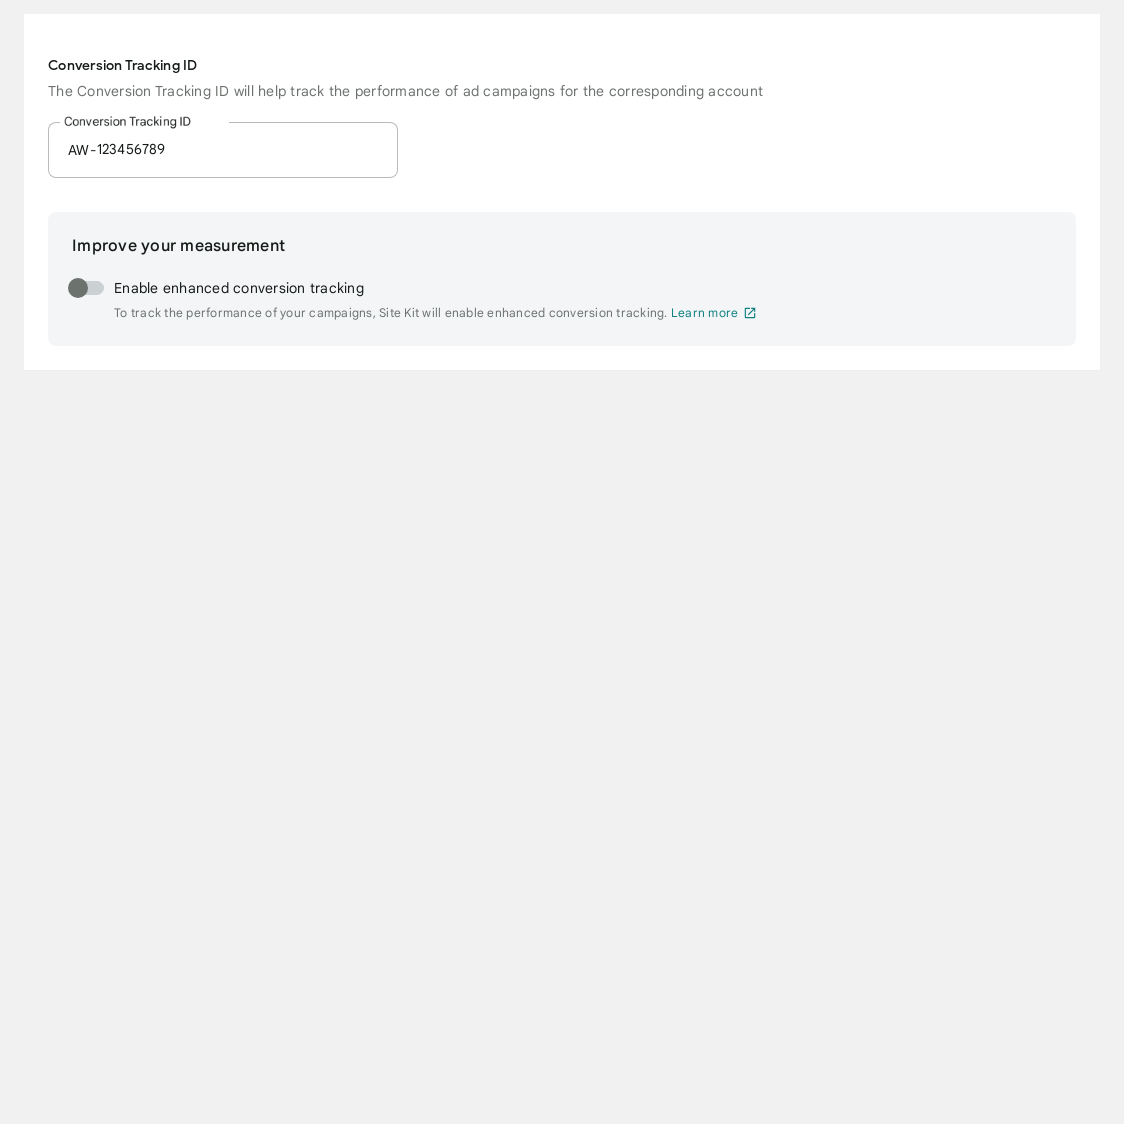 Conversion Tracking ID
The Conversion Tracking ID will help track the performance of ad campaigns for the corresponding account
Conversion Tracking ID
AW-123456789
Improve your measurement
Enable enhanced conversion tracking
To track the performance of your campaigns, Site Kit will enable enhanced conversion tracking. Learn more